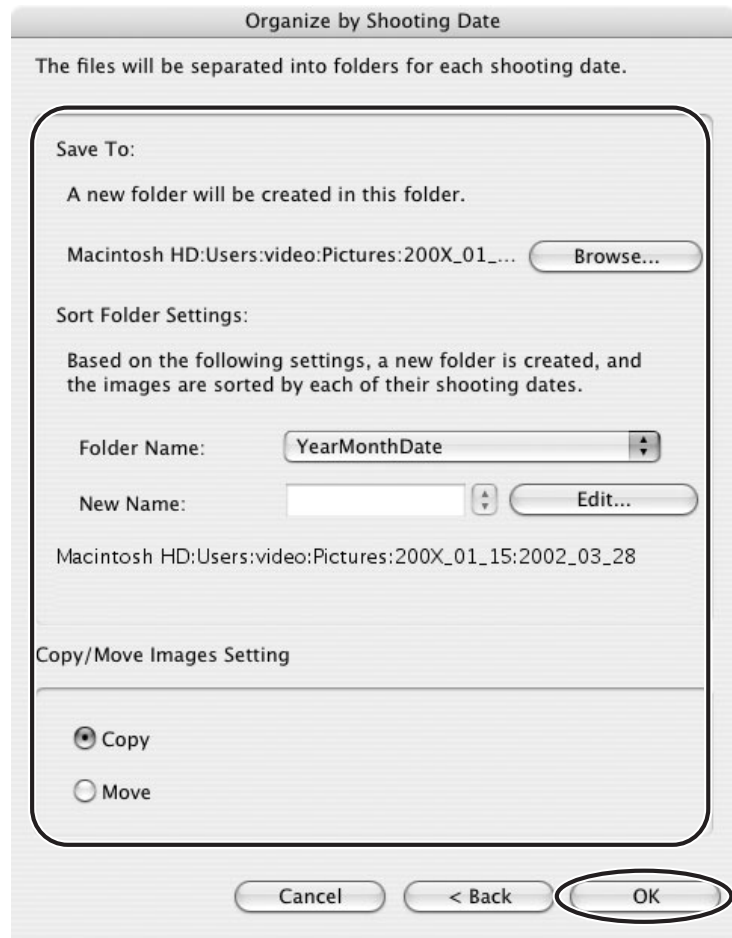 Organize by Shooting Date
The files will be separated into folders for each shooting date.
Save To:
A new folder will be created in this folder.
Macintosh HD:Users:video:Pictures:200X_01_... Browse...
Sort Folder Settings:
Based on the following settings, a new folder is created, and
the images are sorted by each of their shooting dates.
Folder Name: YearMonthDate
New Name: Edit...
Macintosh HD:Users:video:Pictures:200X_01_15:2002_03_28
Copy/Move Images Setting
Copy
Move
Cancel < Back OK